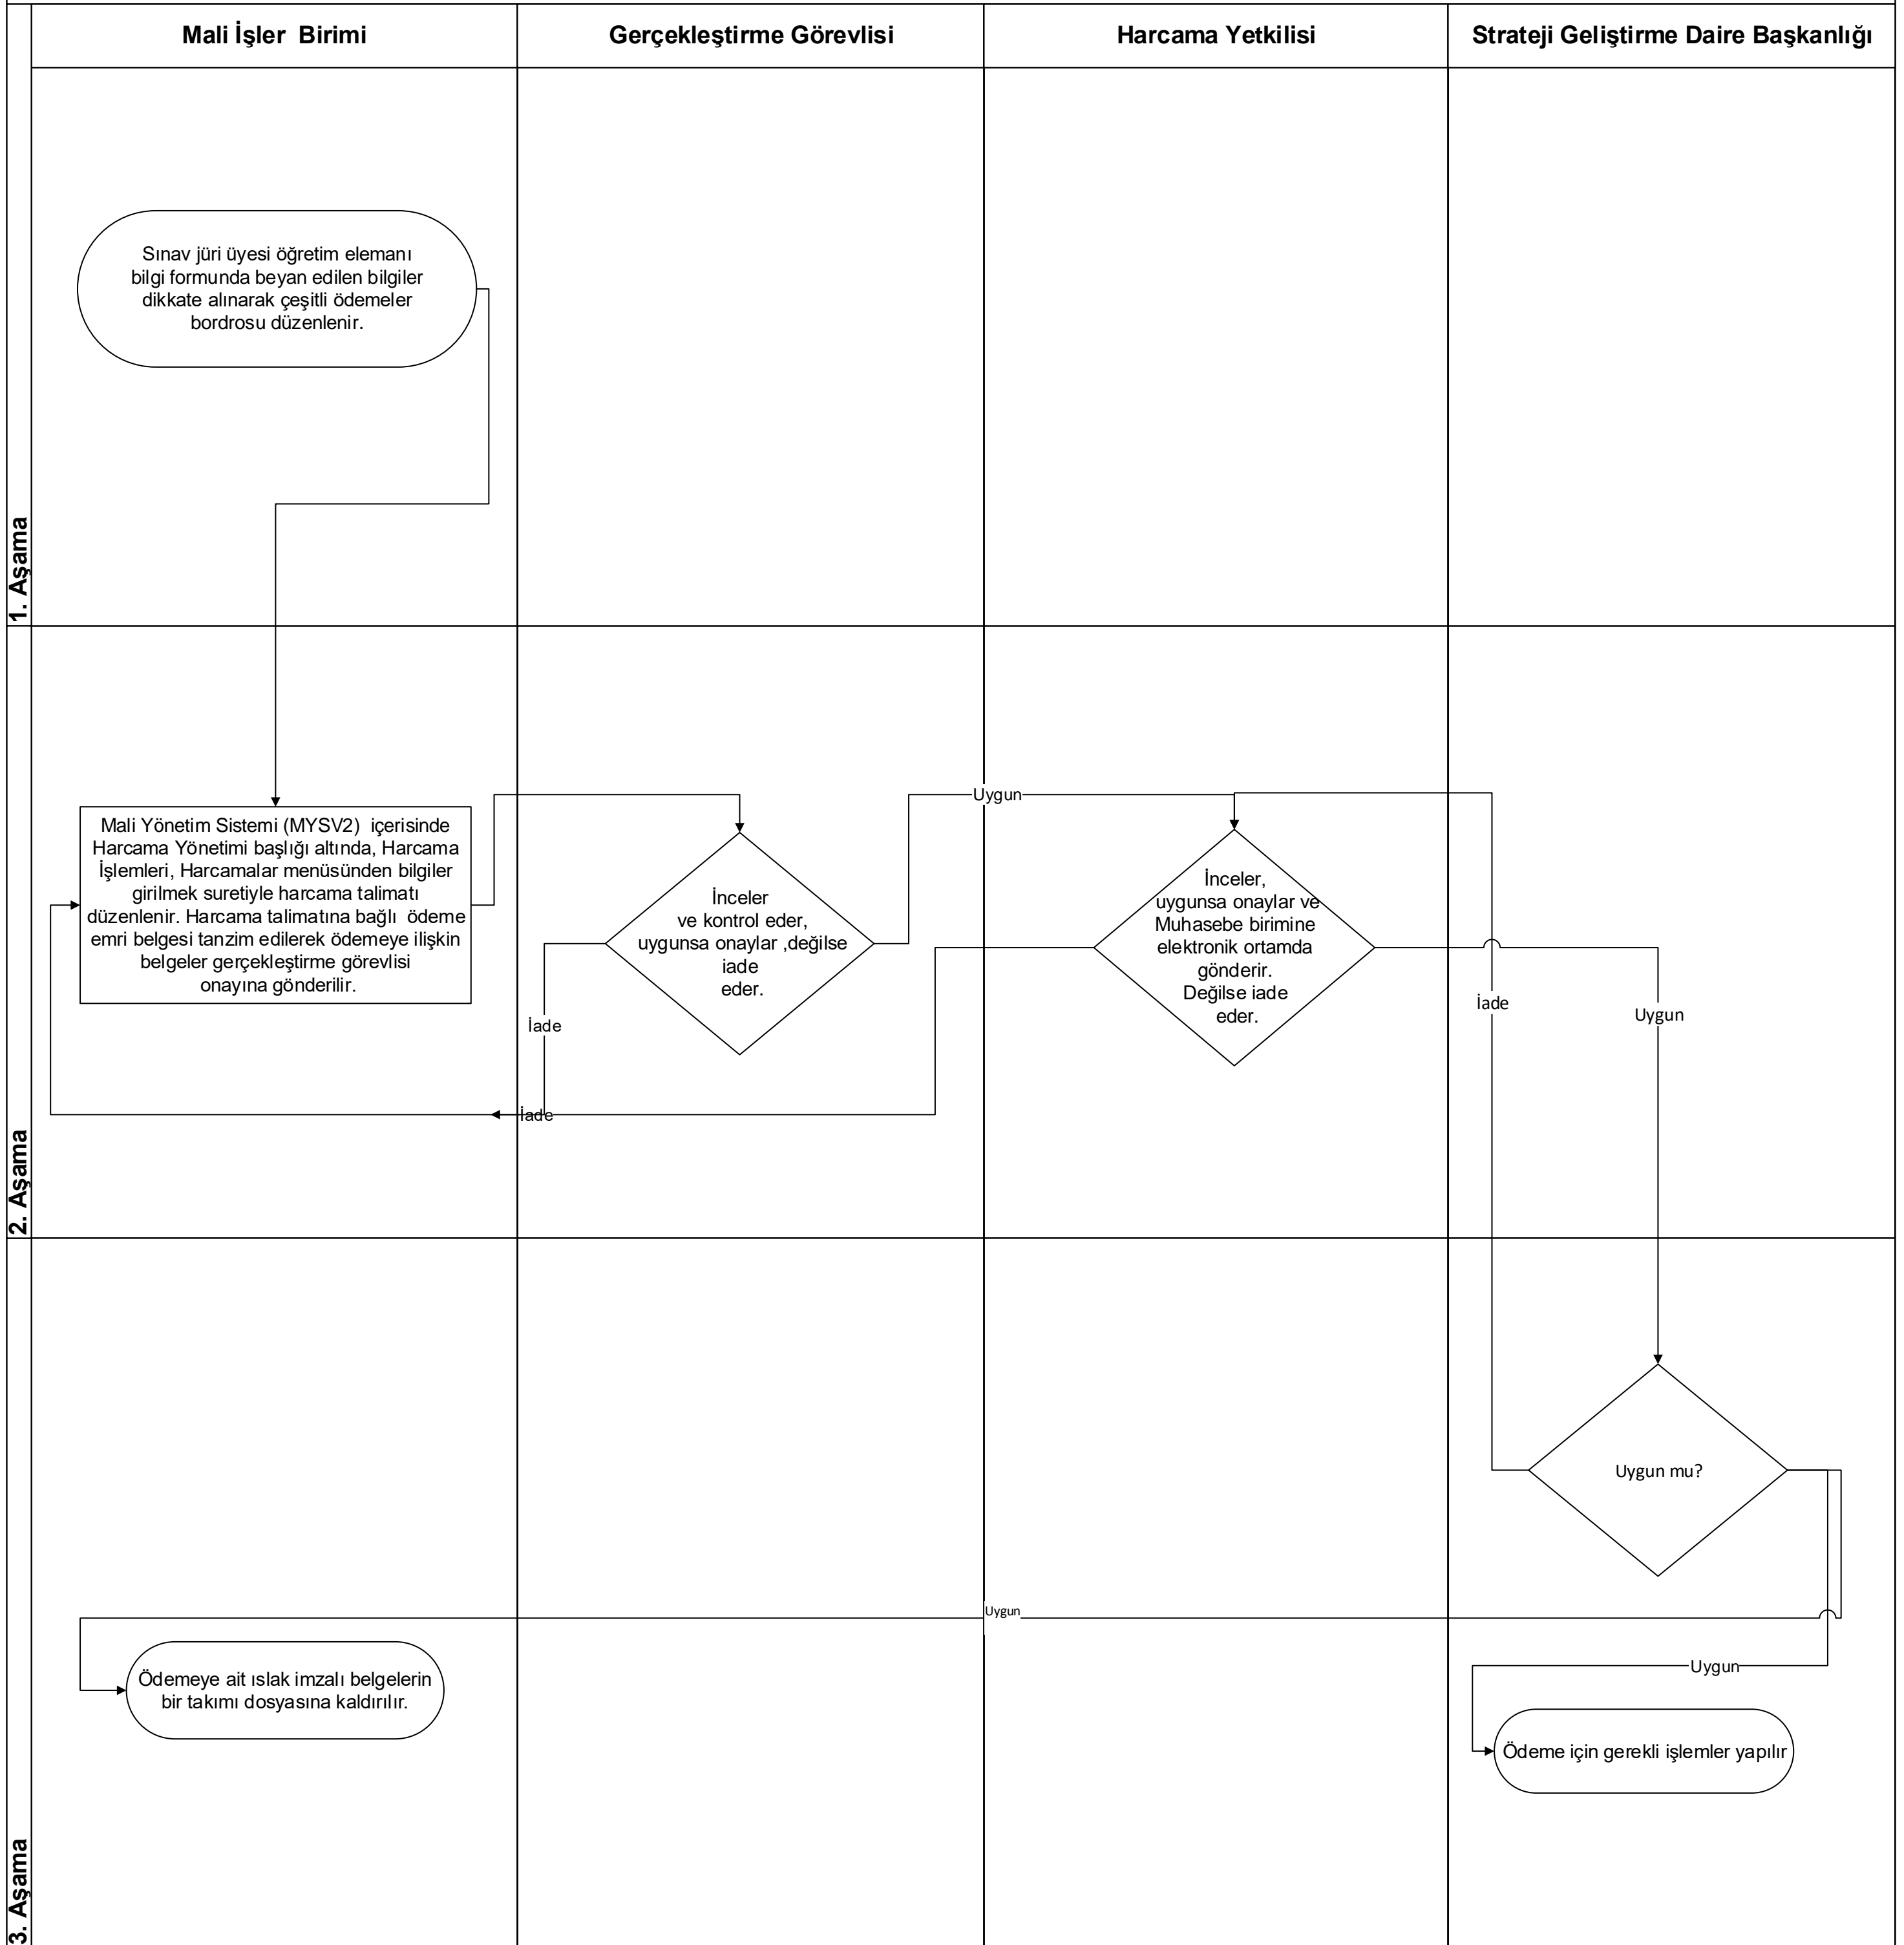 Mali İşler  Birimi
Gerçekleştirme Görevlisi
Harcama Yetkilisi
Strateji Geliştirme Daire Başkanlığı
1. Aşama
Sınav jüri üyesi öğretim elemanı
bilgi formunda beyan edilen bilgiler
dikkate alınarak çeşitli ödemeler
bordrosu düzenlenir.
2. Aşama
Mali Yönetim Sistemi (MYSV2)  içerisinde
Harcama Yönetimi başlığı altında, Harcama
İşlemleri, Harcamalar menüsünden bilgiler
girilmek suretiyle harcama talimatı
düzenlenir. Harcama talimatına bağlı  ödeme
emri belgesi tanzim edilerek ödemeye ilişkin
belgeler gerçekleştirme görevlisi
onayına gönderilir.
İnceler
ve kontrol eder,
uygunsa onaylar ,değilse
iade
eder.
İade
İade
Uygun
İnceler,
uygunsa onaylar ve
Muhasebe birimine
elektronik ortamda
gönderir.
Değilse iade
eder.
İade
Uygun
3. Aşama
Uygun mu?
Uygun
Uygun
Ödemeye ait ıslak imzalı belgelerin
bir takımı dosyasına kaldırılır.
Ödeme için gerekli işlemler yapılır